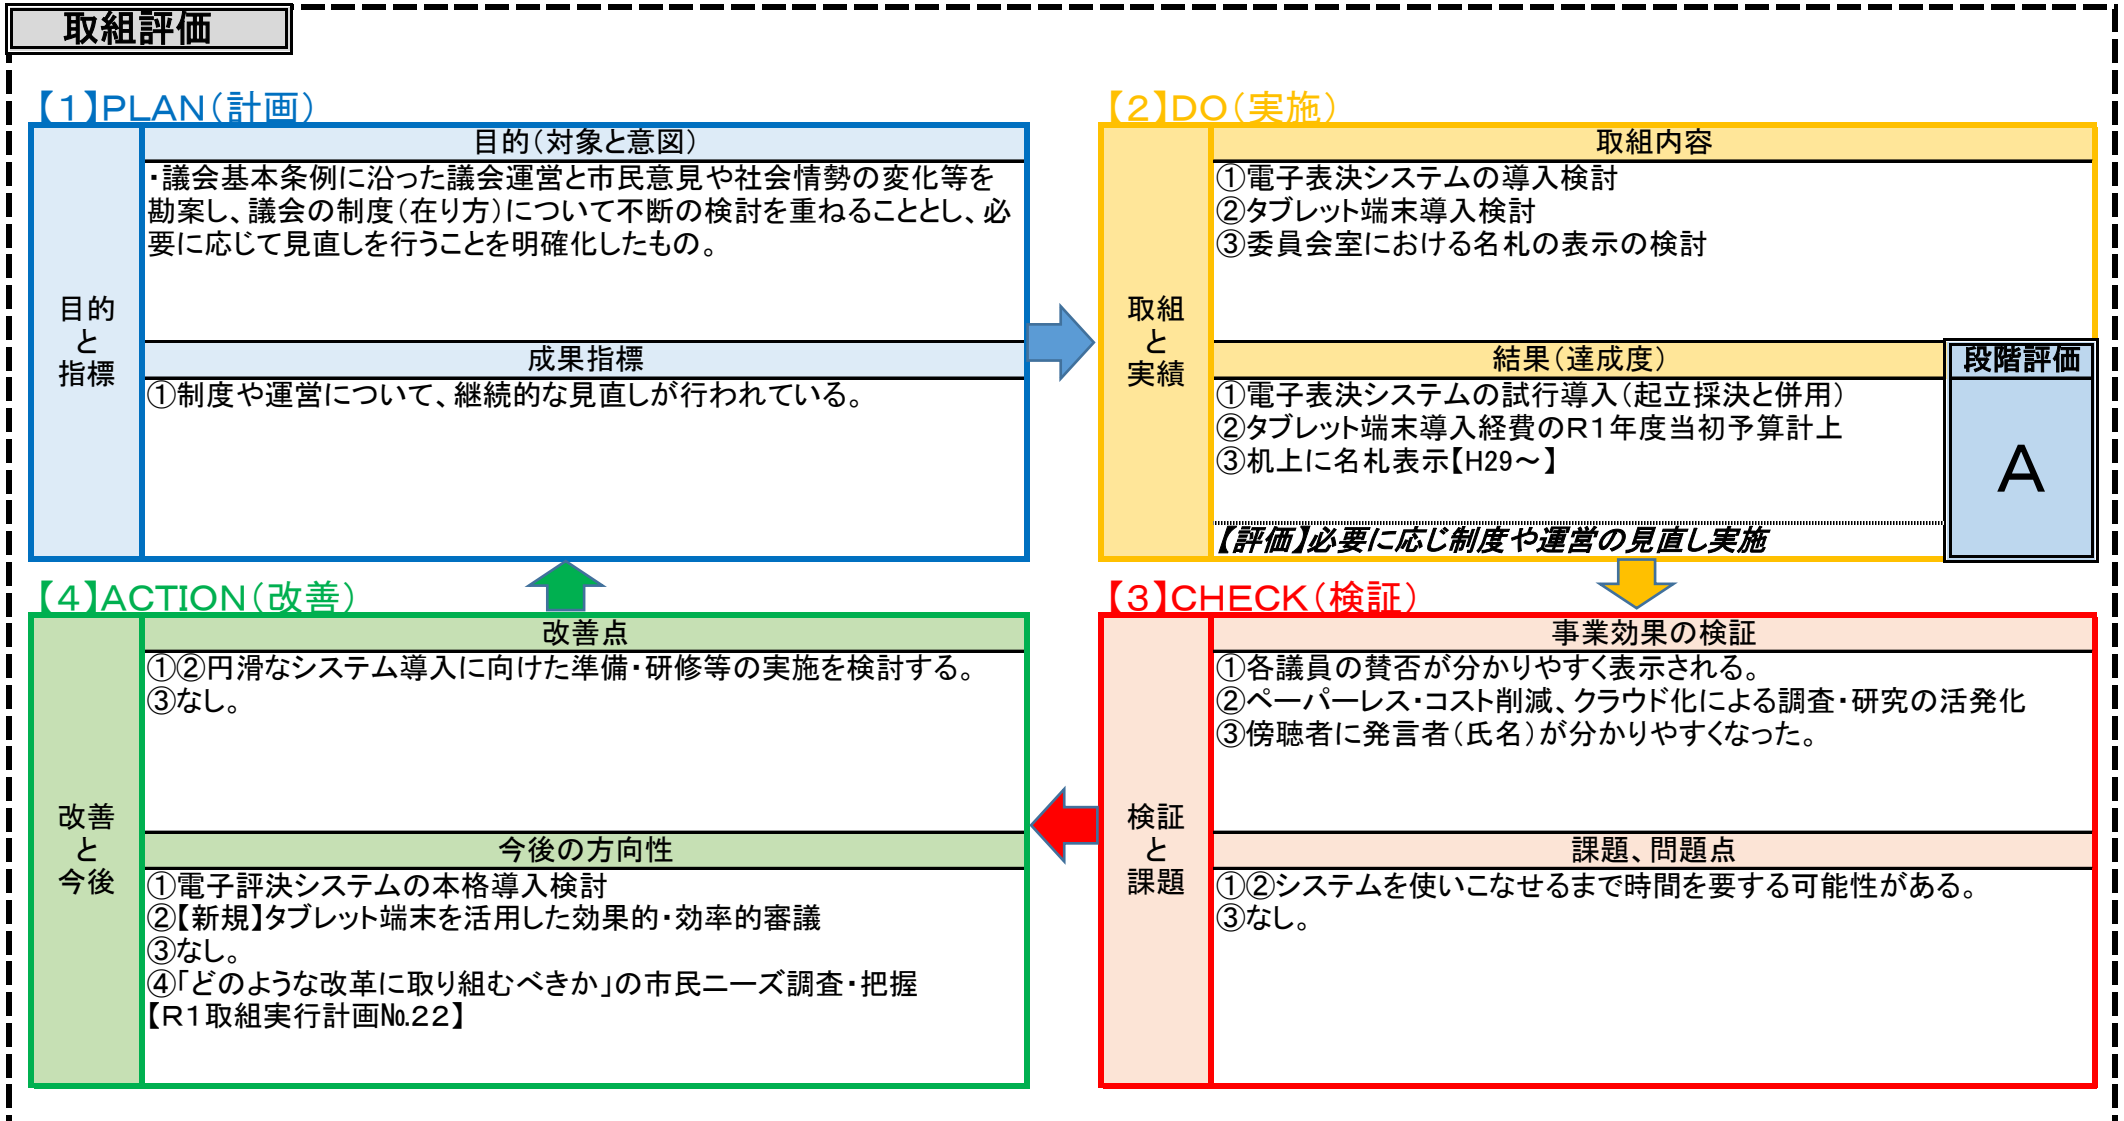 取組評価
【１】PLAN（計画）
目的（対象と意図）
・議会基本条例に沿った議会運営と市民意見や社会情勢の変化等を
勘案し、議会の制度（在り方）について不断の検討を重ねることとし、必
要に応じて見直しを行うことを明確化したもの。
目的
と
指標
成果指標
①制度や運営について、継続的な見直しが行われている。
【２】DO（実施）
取組内容
①電子表決システムの導入検討
②タブレット端末導入検討
③委員会室における名札の表示の検討
取組
と
実績
結果（達成度）
①電子表決システムの試行導入（起立採決と併用）
②タブレット端末導入経費のＲ１年度当初予算計上
③机上に名札表示【H29～】
【評価】必要に応じ制度や運営の見直し実施
段階評価
A
【３】CHECK（検証）
事業効果の検証
①各議員の賛否が分かりやすく表示される。
②ペーパーレス・コスト削減、クラウド化による調査・研究の活発化
③傍聴者に発言者（氏名）が分かりやすくなった。
検証
と
課題
課題、問題点
①②システムを使いこなせるまで時間を要する可能性がある。
③なし。
【４】ACTION（改善）
改善点
①②円滑なシステム導入に向けた準備・研修等の実施を検討する。
③なし。
改善
と
今後
今後の方向性
①電子評決システムの本格導入検討
②【新規】タブレット端末を活用した効果的・効率的審議
③なし。
④「どのような改革に取り組むべきか」の市民ニーズ調査・把握
【Ｒ１取組実行計画№２２】